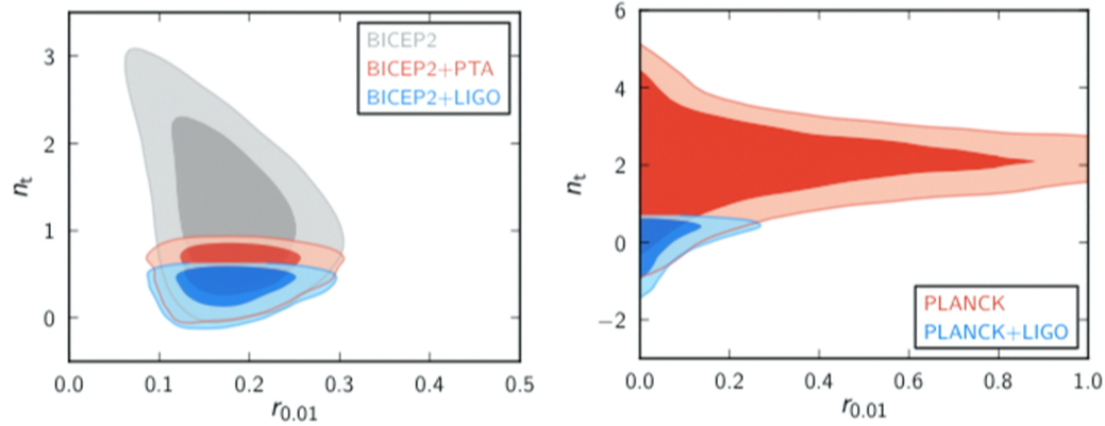 3
2
1
0
n_t
BICEP2
BICEP2+PTA
BICEP2+LIGO
0.0 0.1 0.2 0.3 0.4 0.5
r_0.01
6
4
2
0
−2
n_t
PLANCK
PLANCK+LIGO
0.0 0.2 0.4 0.6 0.8 1.0
r_0.01